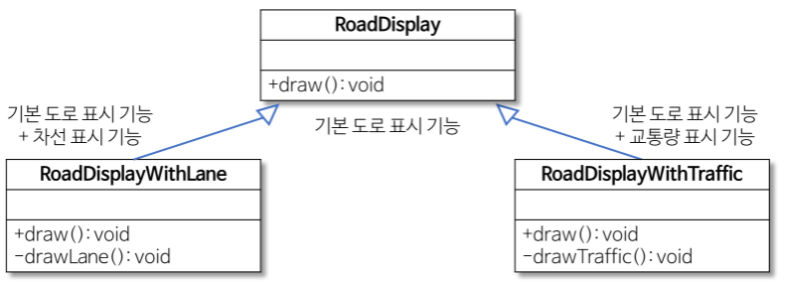 RoadDisplay
+draw():void
기본 도로 표시 기능
+ 차선 표시 기능
기본 도로 표시 기능
기본 도로 표시 기능
+ 교통량 표시 기능
RoadDisplayWithLane
+draw():void
-drawLane():void
RoadDisplayWithTraffic
+draw():void
-drawTraffic():void